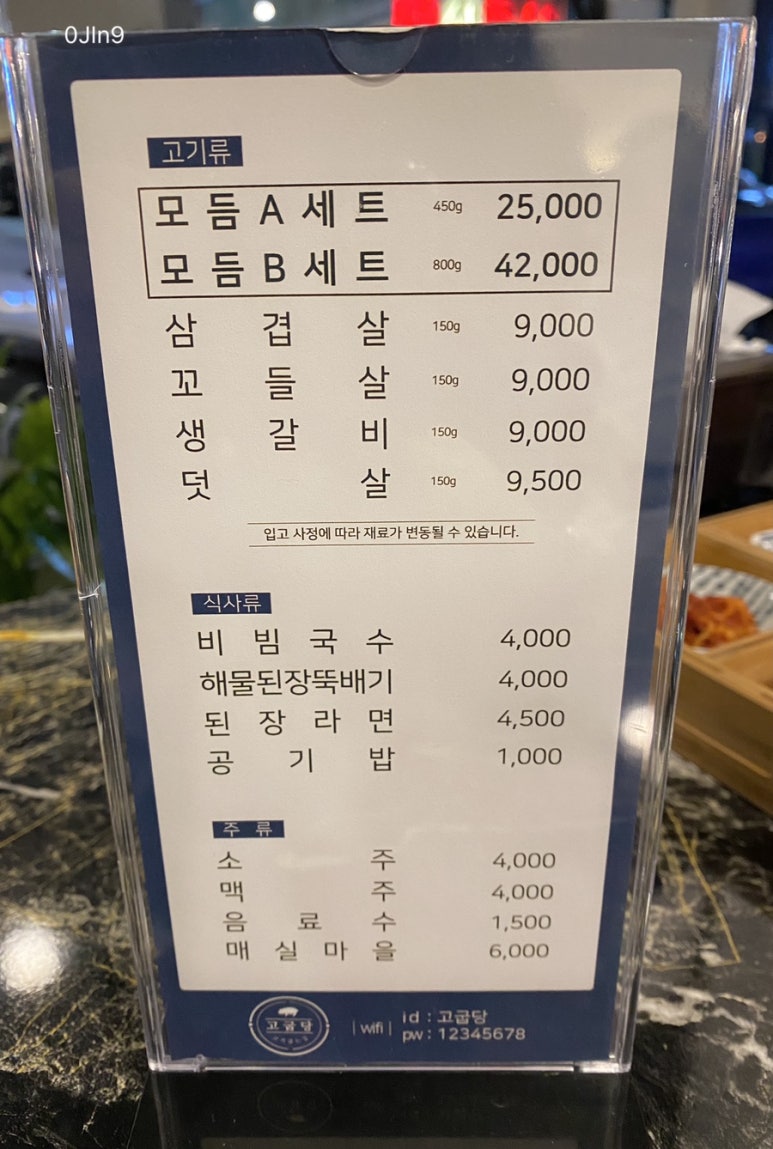 0JIn9
고기류
모듬A세트 450g 25,000
모듬B세트 800g 42,000
삼겹살 150g 9,000
꼬들살 150g 9,000
생갈비 150g 9,000
덧살 150g 9,500
입고 사정에 따라 재료가 변동될 수 있습니다.
식사류
비빔국수 4,000
해물된장뚝배기 4,000
된장라면 4,500
공기밥 1,000
주류
소주 4,000
맥주 4,000
음료수 1,500
매실마을 6,000
고굽당
| wifi | id : 고굽당
pw : 12345678